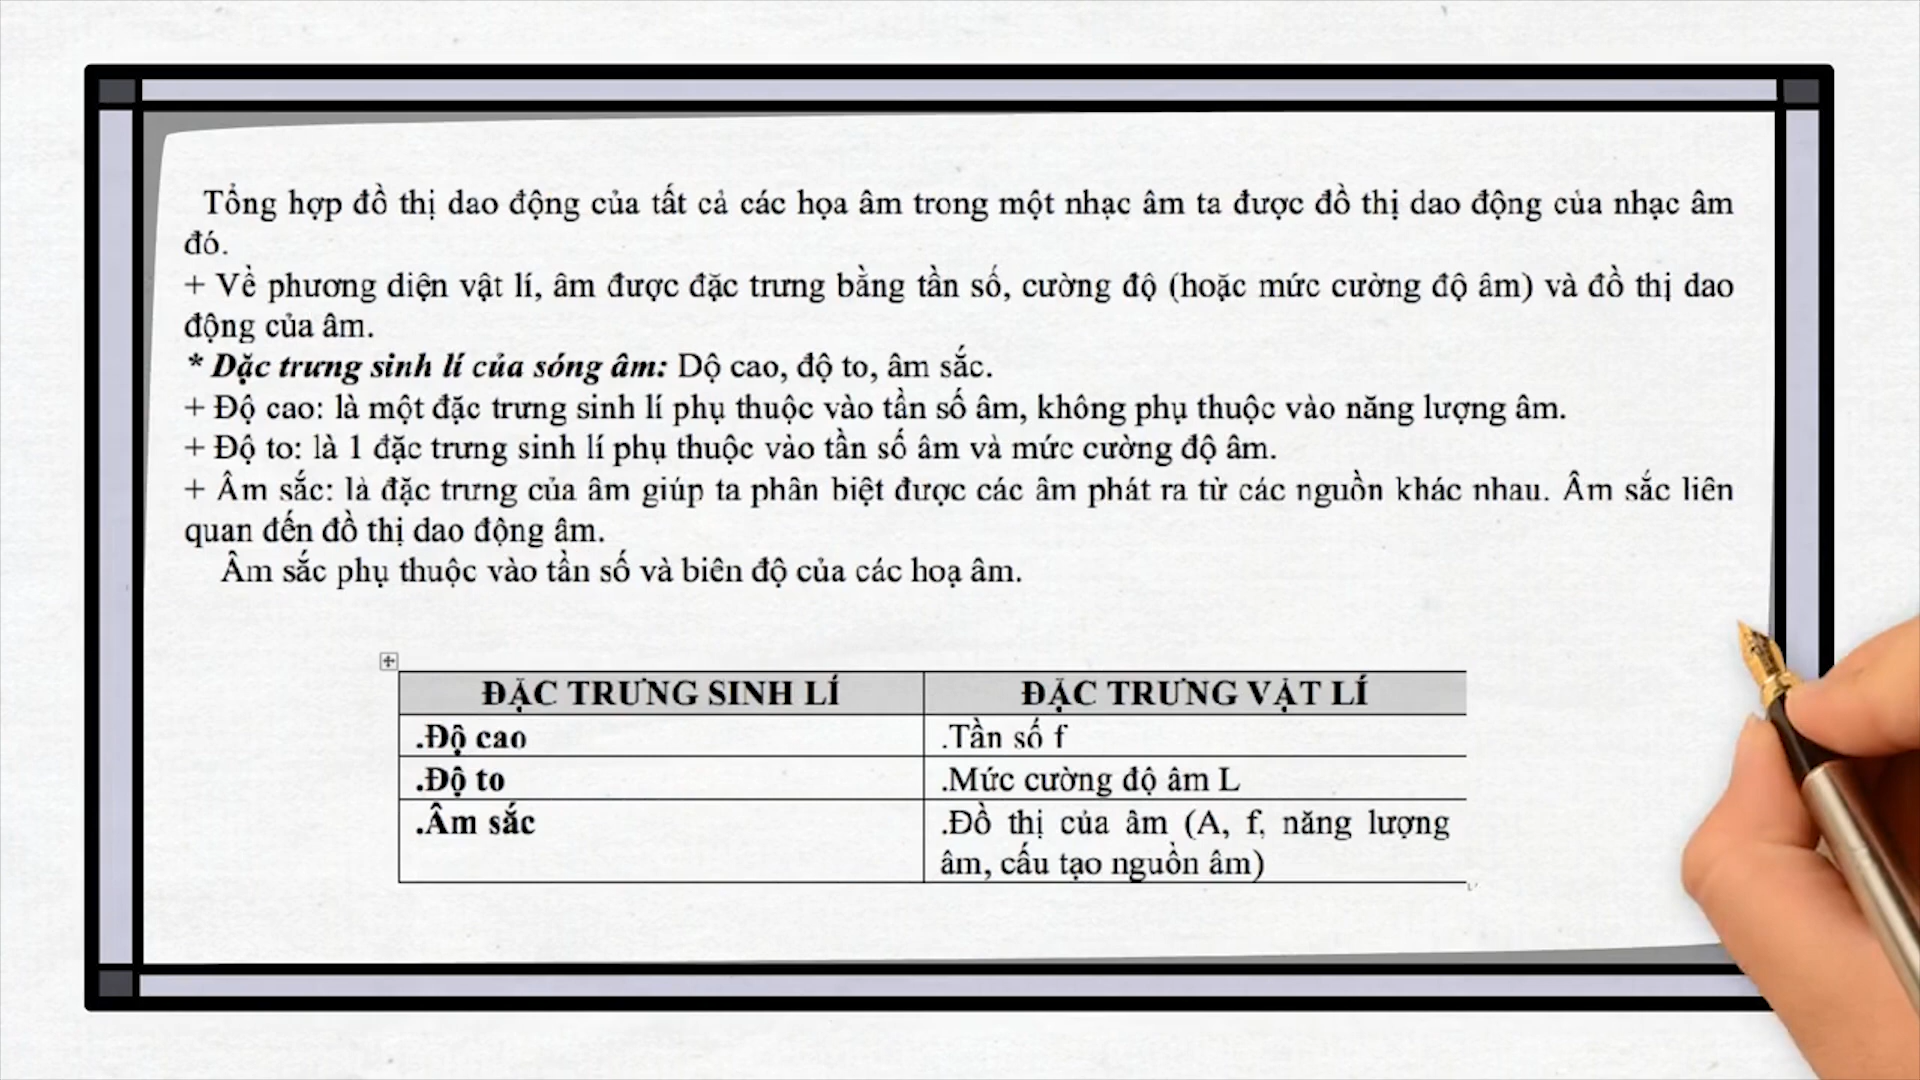 Tổng hợp đồ thị dao động của tất cả các họa âm trong một nhạc âm ta được đồ thị dao động của nhạc âm
đó.
+ Về phương diện vật lí, âm được đặc trưng bằng tần số, cường độ (hoặc mức cường độ âm) và đồ thị dao
động của âm.
* Đặc trưng sinh lí của sóng âm: Độ cao, độ to, âm sắc.
+ Độ cao: là một đặc trưng sinh lí phụ thuộc vào tần số âm, không phụ thuộc vào năng lượng âm.
+ Độ to: là 1 đặc trưng sinh lí phụ thuộc vào tần số âm và mức cường độ âm.
+ Âm sắc: là đặc trưng của âm giúp ta phân biệt được các âm phát ra từ các nguồn khác nhau. Âm sắc liên
quan đến đồ thị dao động âm.
Âm sắc phụ thuộc vào tần số và biên độ của các hoạ âm.
ĐẶC TRƯNG SINH LÍ ĐẶC TRƯNG VẬT LÍ
.Độ cao .Tần số f
.Độ to .Mức cường độ âm L
.Âm sắc .Đồ thị của âm (A, f, năng lượng
âm, cấu tạo nguồn âm)